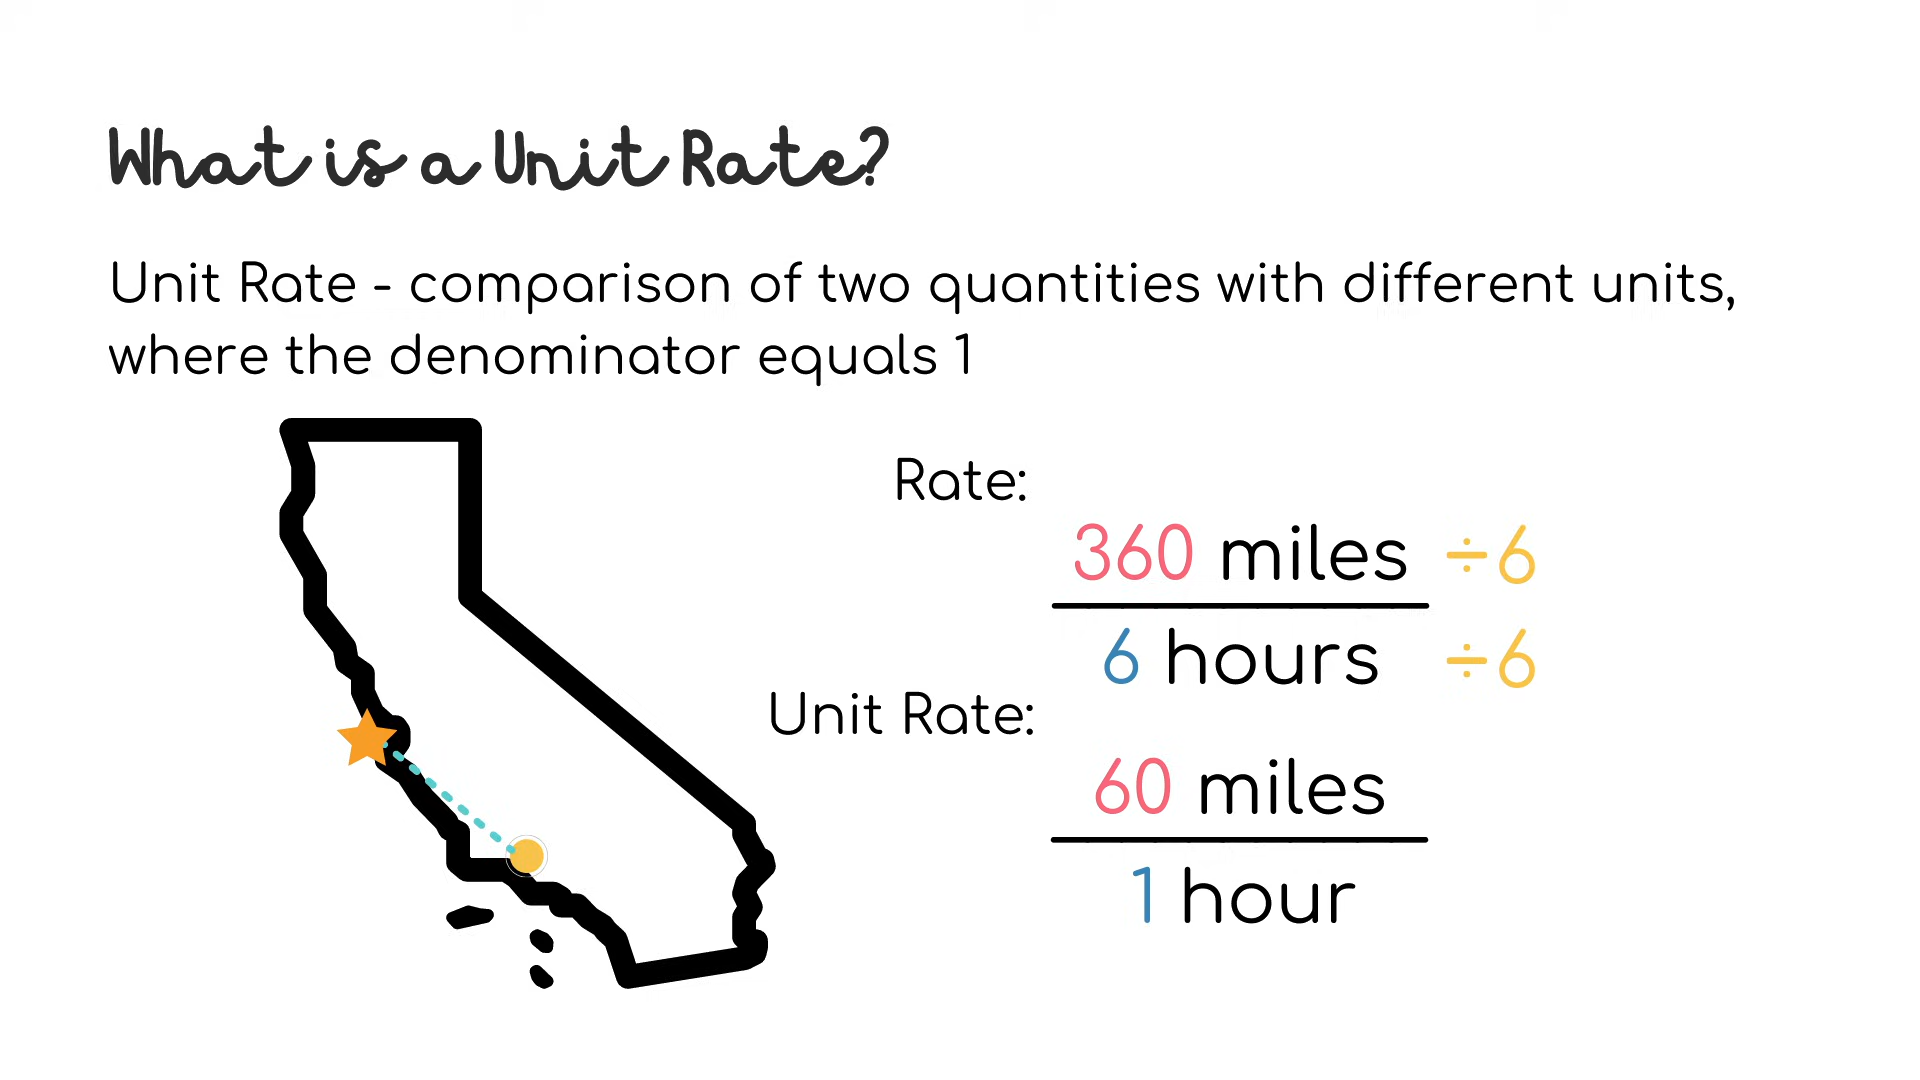 What is a Unit Rate?
Unit Rate - comparison of two quantities with different units,
where the denominator equals 1
Rate:
360 miles ÷6
6 hours ÷6
Unit Rate:
60 miles
1 hour